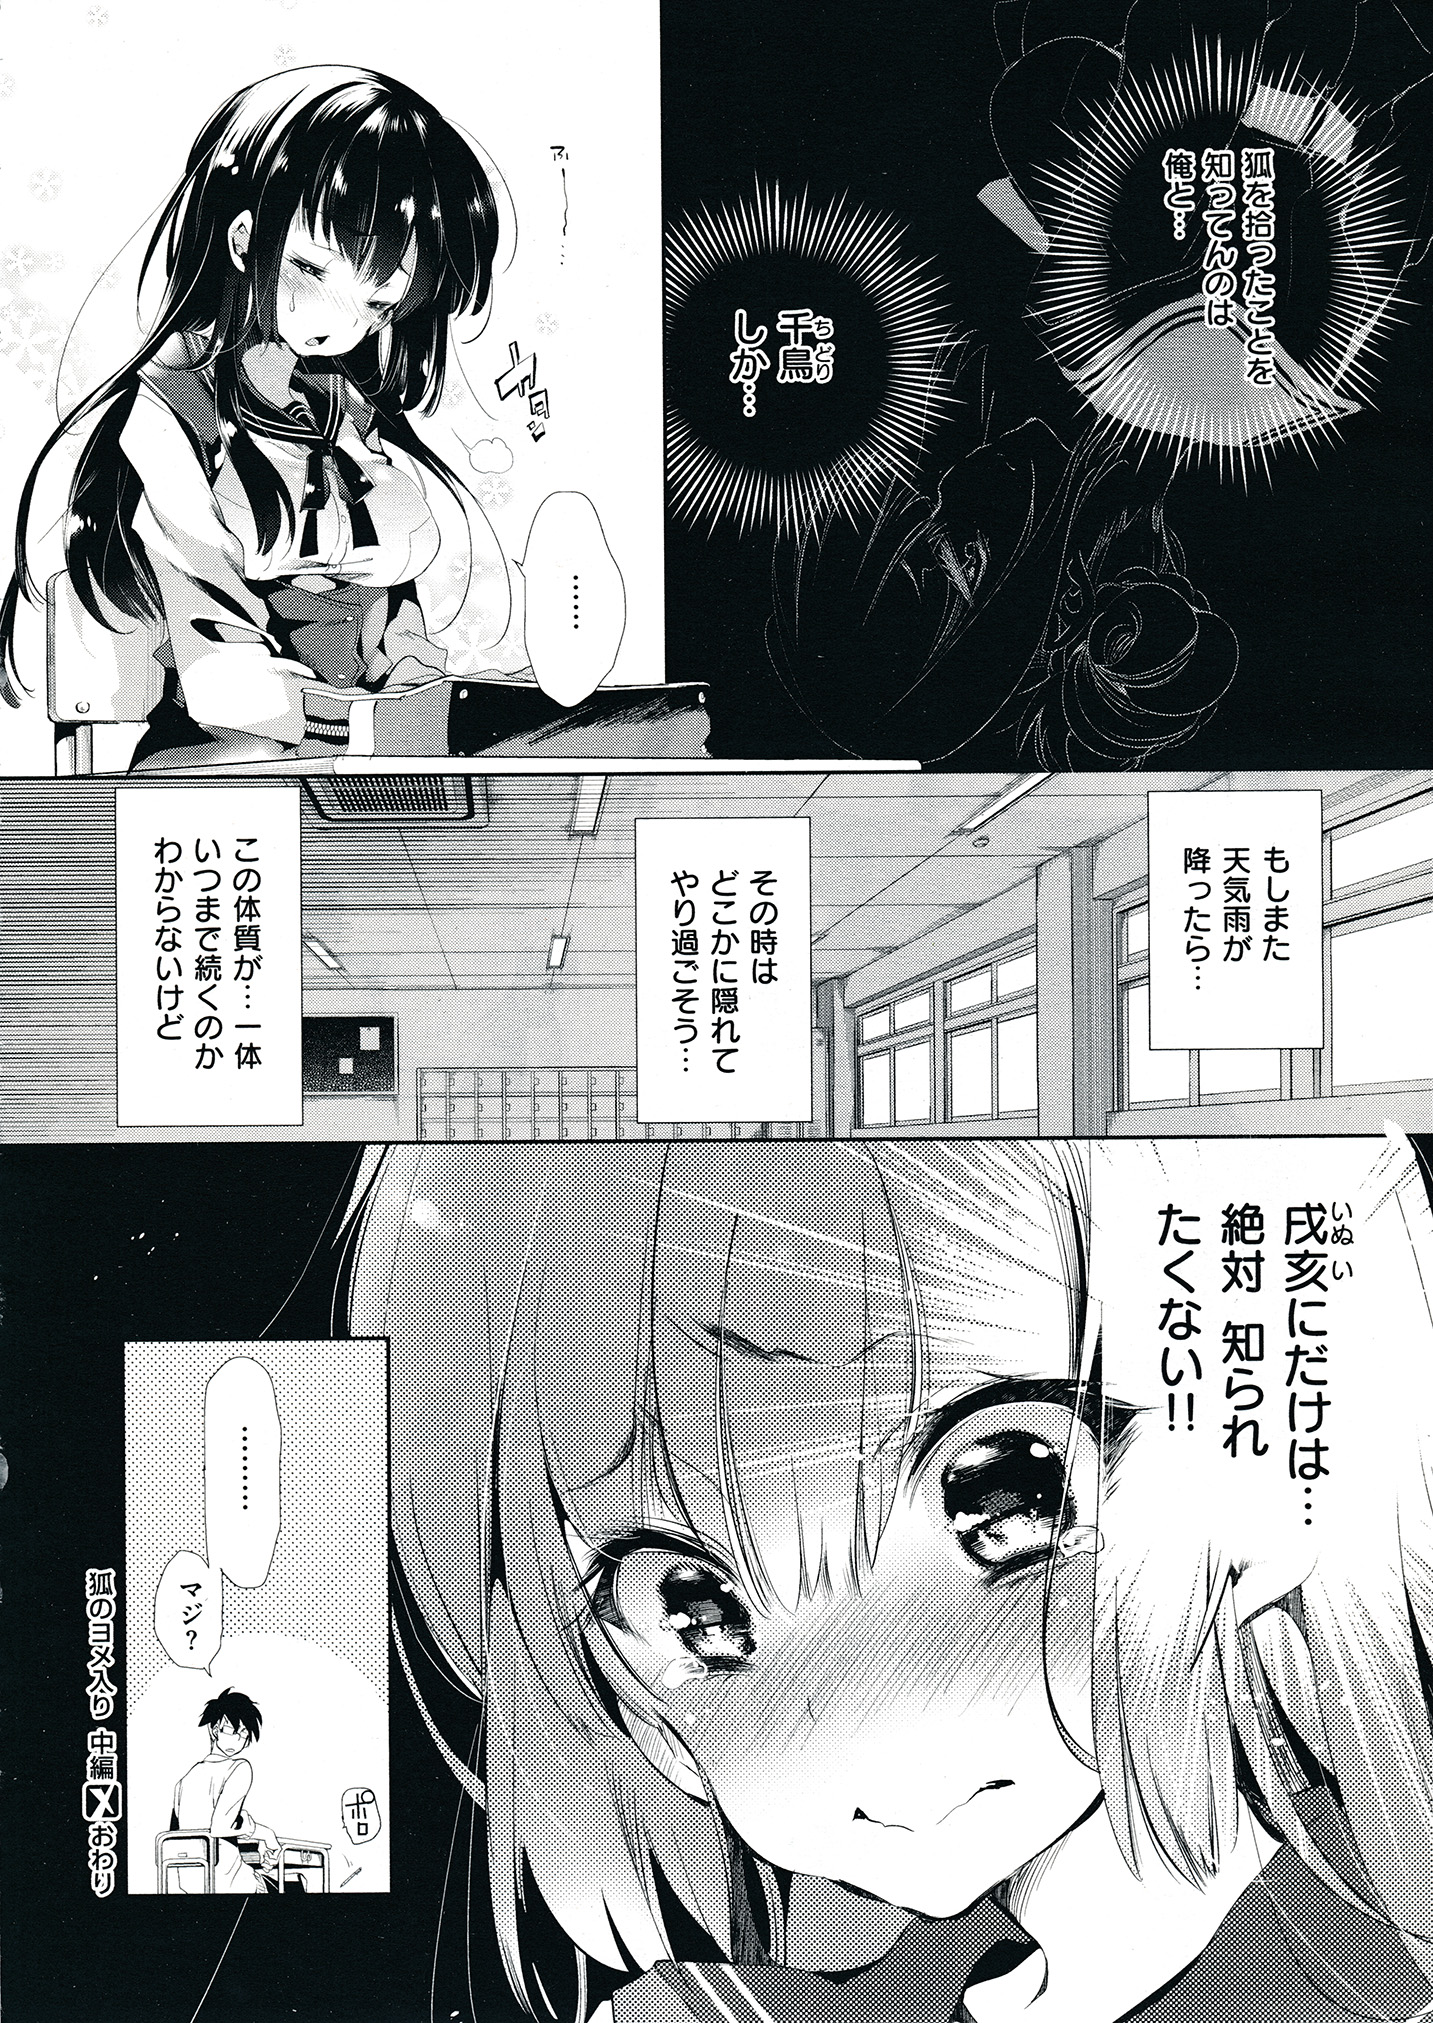 狐を拾ったことを
知ってんのは
俺と…
千鳥
ちどり
しか…
ふー…
ガタ…
……
もしまた
天気雨が
降ったら…
その時は
どこかに隠れて
やり過ごそう…
この体質が…一体
いつまで続くのか
わからないけど
戌亥にだけは…
いぬい
絶対 知られ
たくない!!
………
マジ?
ポロ
狐のヨメ入り 中編 X おわり